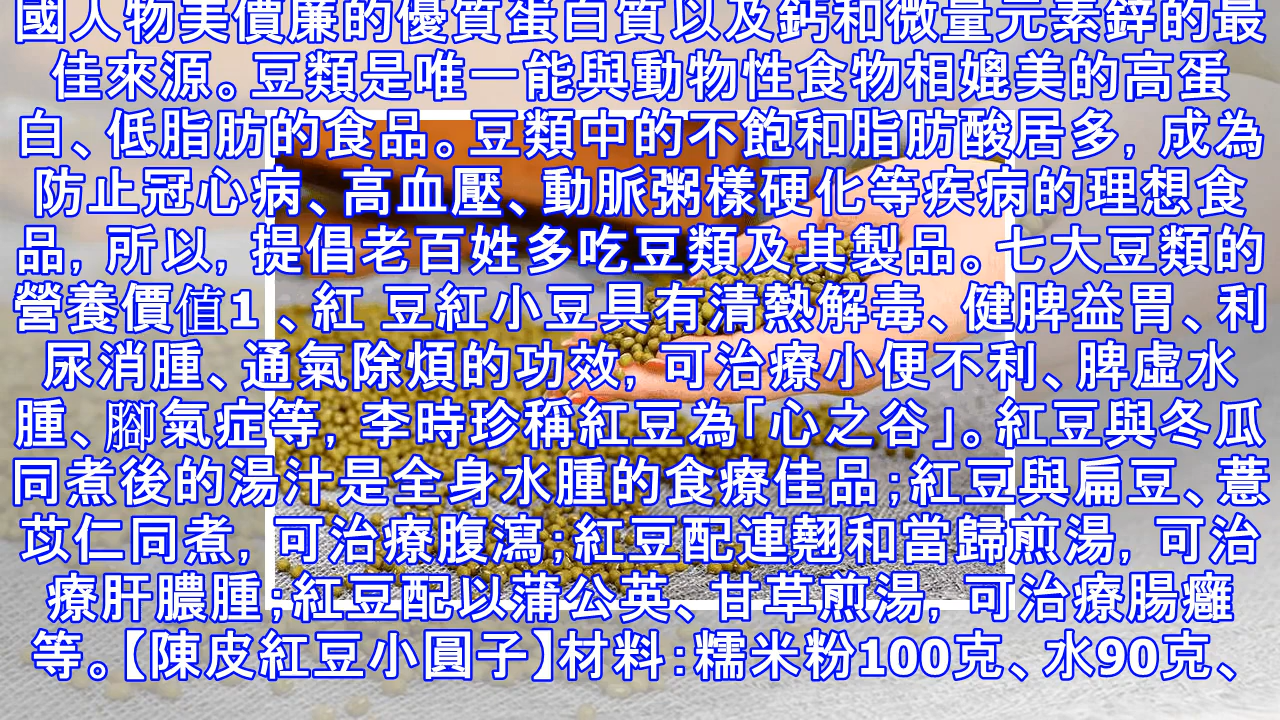 國人物美價廉的優質蛋白質以及鈣和微量元素鋅的最
佳來源。豆類是唯一能與動物性食物相媲美的高蛋
白、低脂肪的食品。豆類中的不飽和脂肪酸居多, 成為
防止冠心病、高血壓、動脈粥樣硬化等疾病的理想食
品, 所以, 提倡老百姓多吃豆類及其製品。七大豆類的
營養價值1、紅 豆紅小豆具有清熱解毒、健脾益胃、利
尿消腫、通氣除煩的功效, 可治療小便不利、脾虛水
腫、腳氣症等, 李時珍稱紅豆為「心之谷」。紅豆與冬瓜
同煮後的湯汁是全身水腫的食療佳品;紅豆與扁豆、薏
苡仁同煮, 可治療腹瀉;紅豆配連翹和當歸煎湯, 可治
療肝膿腫;紅豆配以蒲公英、甘草煎湯, 可治療腸癰
等。【陳皮紅豆小圓子】材料:糯米粉100克、水90克、